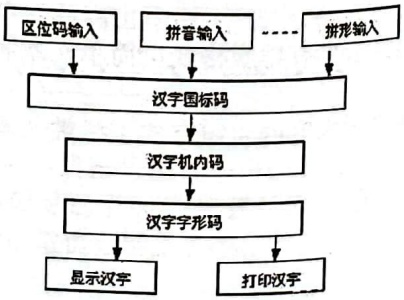 区位码输入 拼音输入 拼形输入
汉字国标码
汉字机内码
汉字字形码
显示汉字 打印汉字